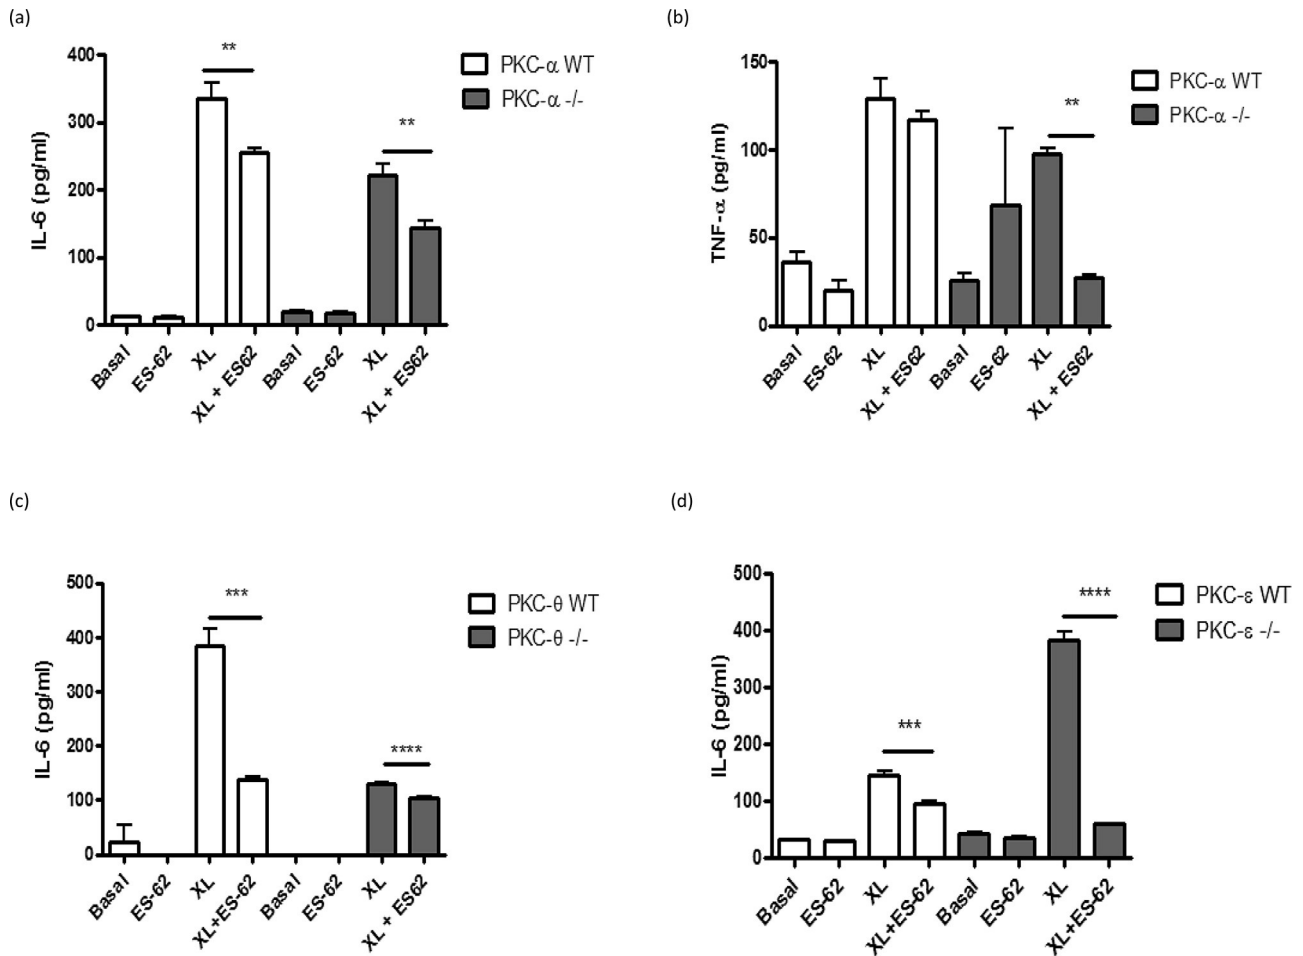 (a)
IL-6 (pg/ml)
400
300
200
100
0
**
**
PKC-α WT
PKC-α -/-
Basal
ES-62
XL
XL + ES62
Basal
ES-62
XL
XL + ES62
(b)
TNF-α (pg/ml)
150
100
50
0
**
PKC-α WT
PKC-α -/-
Basal
ES-62
XL
XL + ES62
Basal
ES-62
XL
XL + ES62
(c)
IL-6 (pg/ml)
500
400
300
200
100
0
***
****
PKC-θ WT
PKC-θ -/-
Basal
ES-62
XL
XL+ES-62
Basal
ES-62
XL
XL + ES62
(d)
IL-6 (pg/ml)
500
400
300
200
100
0
***
****
PKC-ε WT
PKC-ε -/-
Basal
ES-62
XL
XL+ES-62
Basal
ES-62
XL
XL+ES-62